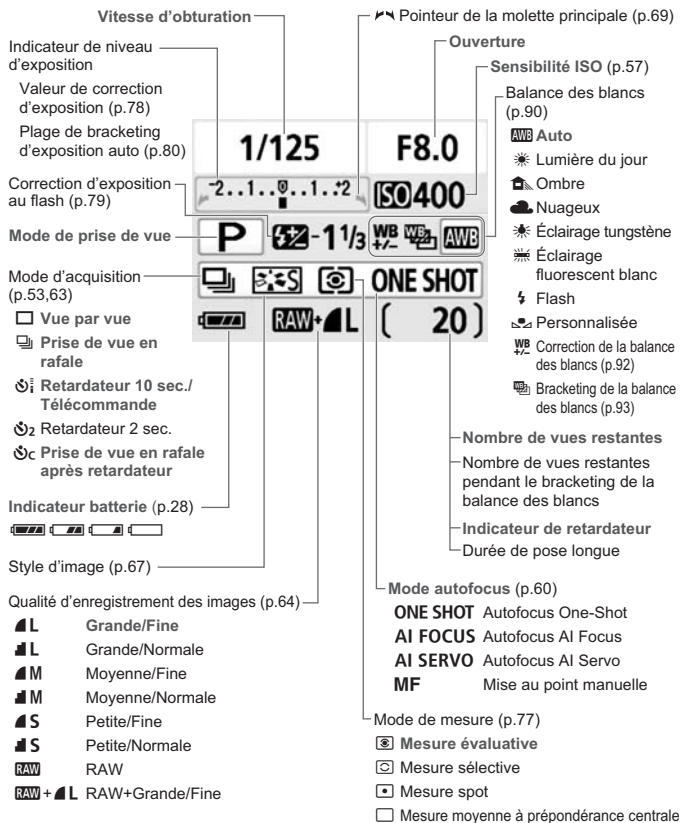 Vitesse d'obturation
Pointeur de la molette principale (p.69)
Indicateur de niveau
d'exposition
Ouverture
Sensibilité ISO (p.57)
Valeur de correction
d'exposition (p.78)
Balance des blancs
(p.90)
Plage de bracketing
d'exposition auto (p.80)
AWB Auto
Lumière du jour
Ombre
Nuageux
Éclairage tungstène
Éclairage
fluorescent blanc
Flash
Personnalisée
WB +/- Correction de la balance
des blancs (p.92)
WB Bracketing de la balance
des blancs (p.93)
1/125 F8.0
-2..1..0..1..+2 ISO 400
P -1 1/3 WB +/- WB AWB
S ONE SHOT
RAW+L ( 20 )
Correction d'exposition
au flash (p.79)
Mode de prise de vue
Mode d'acquisition
(p.53,63)
Vue par vue
Prise de vue en
rafale
i Retardateur 10 sec./
Télécommande
2 Retardateur 2 sec.
C Prise de vue en rafale
après retardateur
Indicateur batterie (p.28)
Style d'image (p.67)
Nombre de vues restantes
Nombre de vues restantes
pendant le bracketing de la
balance des blancs
Indicateur de retardateur
Durée de pose longue
Qualité d'enregistrement des images (p.64)
L Grande/Fine
L Grande/Normale
M Moyenne/Fine
M Moyenne/Normale
S Petite/Fine
S Petite/Normale
RAW RAW
RAW + L RAW+Grande/Fine
Mode autofocus (p.60)
ONE SHOT Autofocus One-Shot
AI FOCUS Autofocus AI Focus
AI SERVO Autofocus AI Servo
MF Mise au point manuelle
Mode de mesure (p.77)
Mesure évaluative
Mesure sélective
Mesure spot
Mesure moyenne à prépondérance centrale